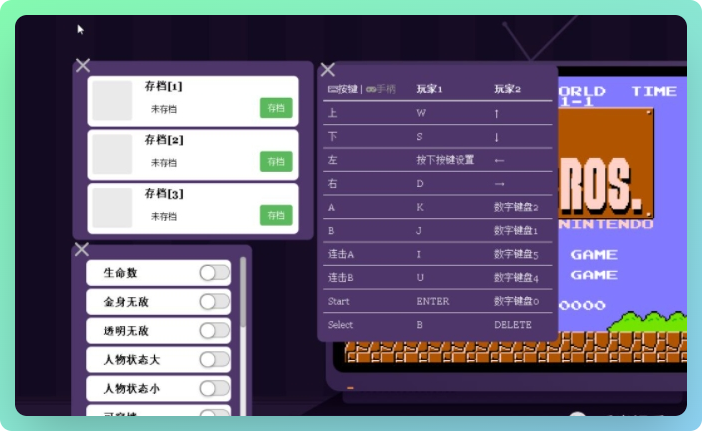 存档[1]
未存档
存档
存档[2]
未存档
存档
存档[3]
未存档
存档
生命数
金身无敌
透明无敌
人物状态大
人物状态小
按键 | 手柄 玩家1 玩家2
上 W ↑
下 S ↓
左 按下按键设置 ←
右 D →
A K 数字键盘2
B J 数字键盘1
连击A I 数字键盘5
连击B U 数字键盘4
Start ENTER 数字键盘0
Select B DELETE
WORLD TIME
1-1
ROS.
NINTENDO
GAME
GAME
0000